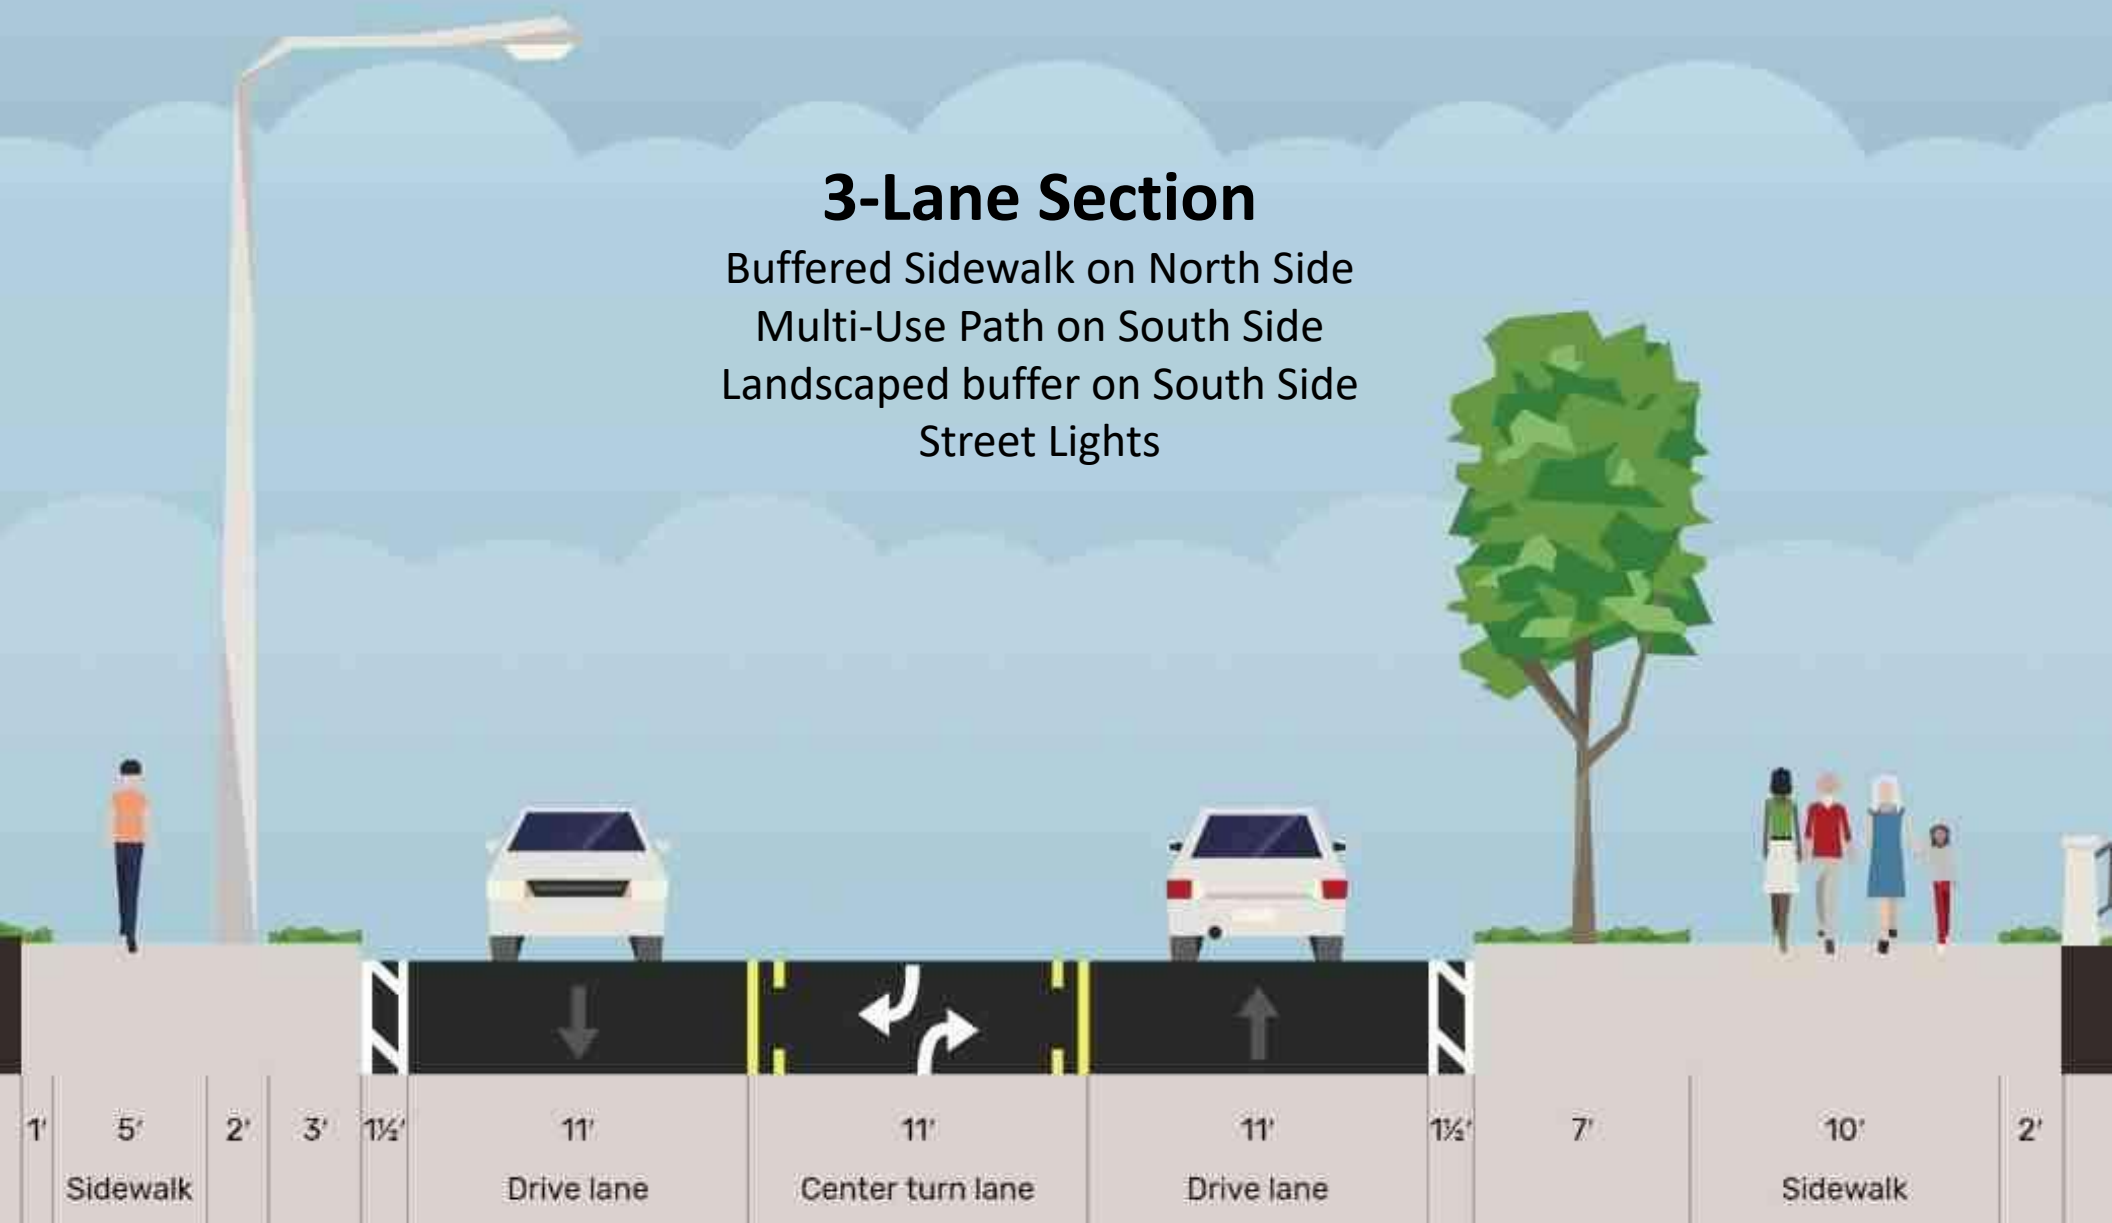 3-Lane Section
Buffered Sidewalk on North Side
Multi-Use Path on South Side
Landscaped buffer on South Side
Street Lights
1' 5' 2' 3' 1½' 11' 11' 11' 1½' 7' 10' 2'
Sidewalk Drive lane Center turn lane Drive lane Sidewalk